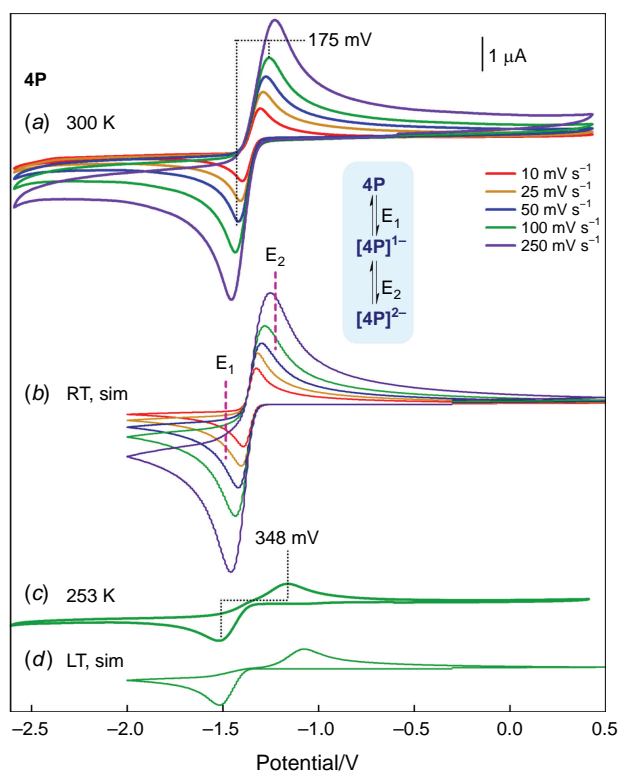 175 mV
1 μA
4P
(a) 300 K
10 mV s⁻¹
25 mV s⁻¹
50 mV s⁻¹
100 mV s⁻¹
250 mV s⁻¹
4P
E₁
[4P]¹⁻
E₂
[4P]²⁻
E₂
E₁
(b) RT, sim
348 mV
(c) 253 K
(d) LT, sim
−2.5 −2.0 −1.5 −1.0 −0.5 0.0 0.5
Potential/V